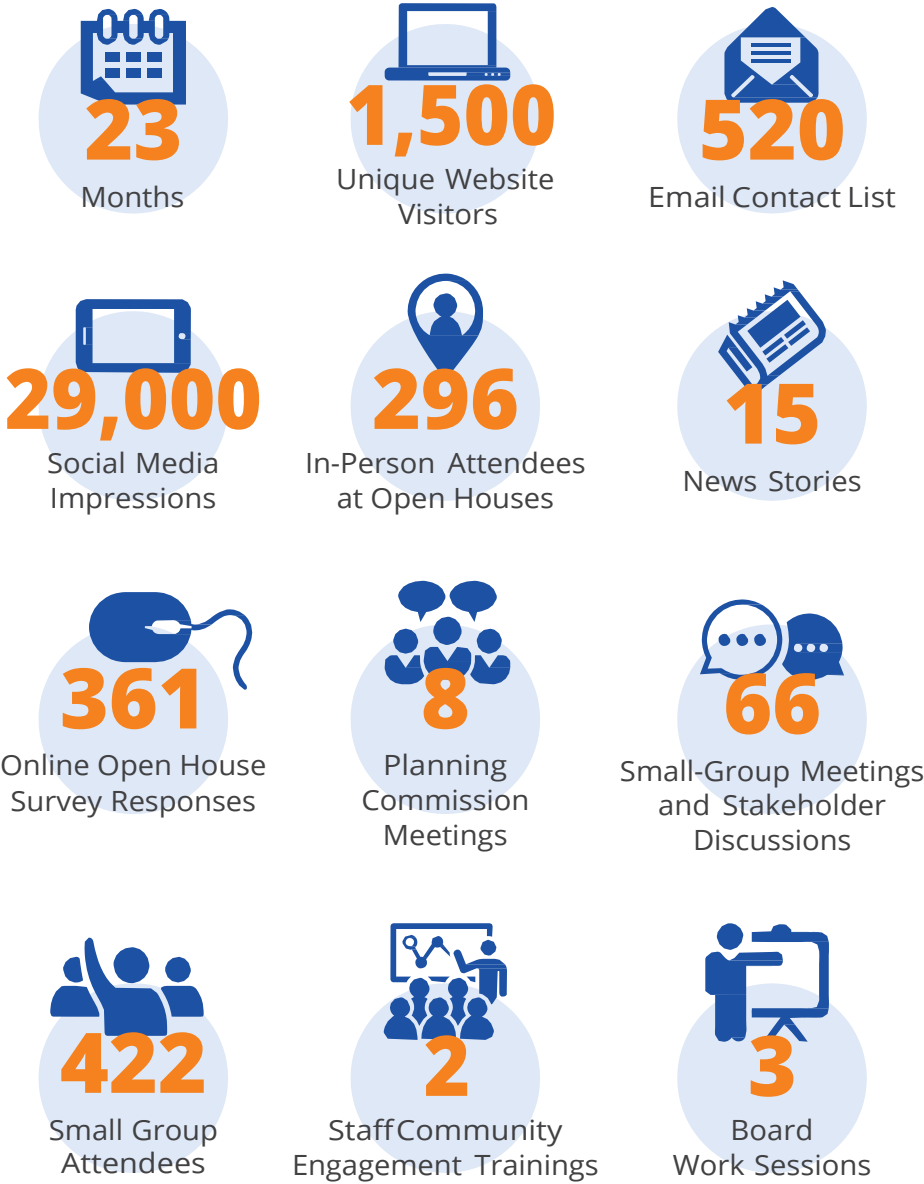 23
Months
1,500
Unique Website
Visitors
520
Email Contact List
29,000
Social Media
Impressions
296
In-Person Attendees
at Open Houses
15
News Stories
361
Online Open House
Survey Responses
8
Planning
Commission
Meetings
66
Small-Group Meetings
and Stakeholder
Discussions
422
Small Group
Attendees
2
Staff Community
Engagement Trainings
3
Board
Work Sessions